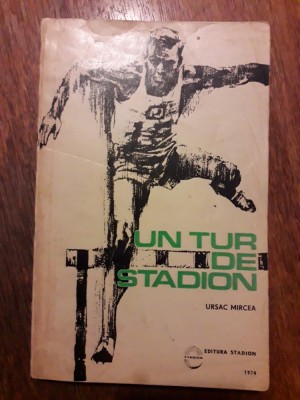 UN TUR
DE
STADION
URSAC MIRCEA
EDITURA STADION
1974